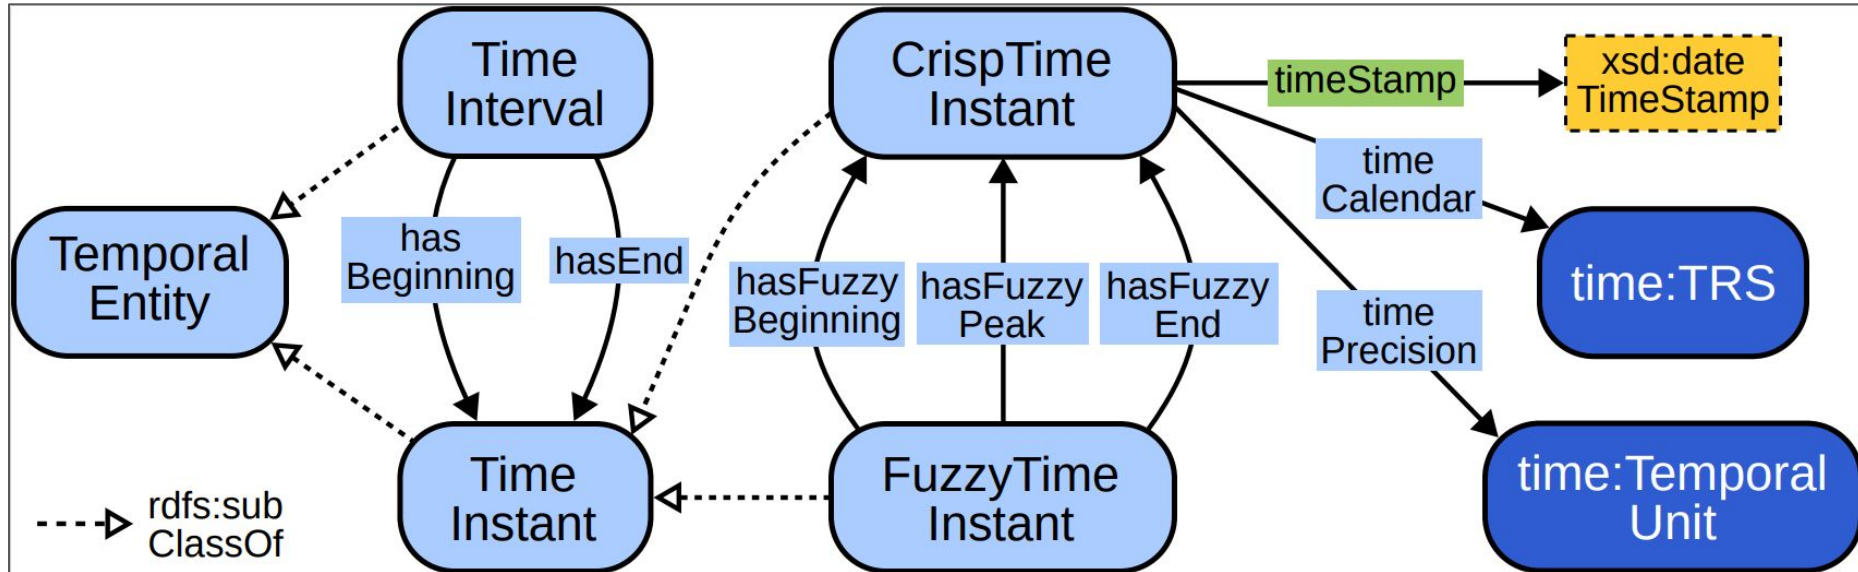 Time
Interval
CrispTime
Instant
timeStamp
xsd:date
TimeStamp
time
Calendar
Temporal
Entity
has
Beginning
hasEnd
hasFuzzy
Beginning
hasFuzzy
Peak
hasFuzzy
End
time:TRS
time
Precision
rdfs:sub
ClassOf
Time
Instant
FuzzyTime
Instant
time:Temporal
Unit